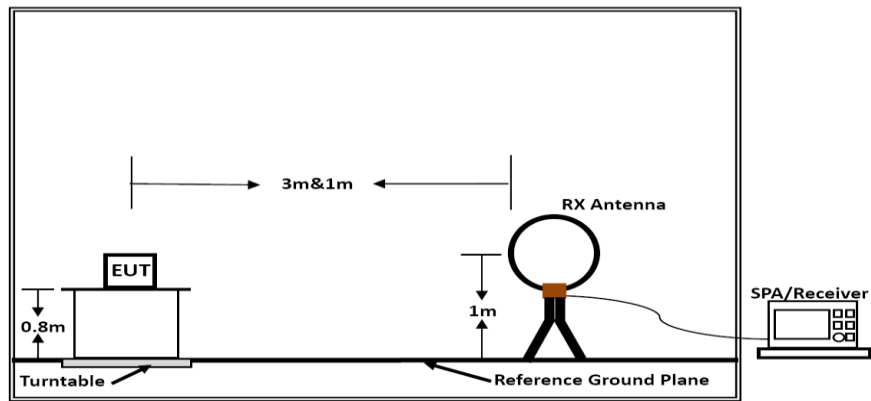 3m&1m
RX Antenna
EUT
SPA/Receiver
0.8m
1m
Turntable
Reference Ground Plane